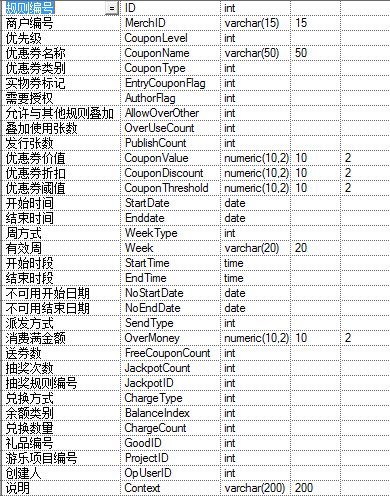 规则编号 = ID int
商户编号 MerchID varchar(15) 15
优先级 CouponLevel int
优惠券名称 CouponName varchar(50) 50
优惠券类别 CouponType int
实物券标记 EntryCouponFlag int
需要授权 AuthorFlag int
允许与其他规则叠加 AllowOverOther int
叠加使用张数 OverUseCount int
发行张数 PublishCount int
优惠券价值 CouponValue numeric(10,2) 10 2
优惠券折扣 CouponDiscount numeric(10,2) 10 2
优惠券阈值 CouponThreshold numeric(10,2) 10 2
开始时间 StartDate date
结束时间 Enddate date
周方式 WeekType int
有效周 Week varchar(20) 20
开始时段 StartTime time
结束时段 EndTime time
不可用开始日期 NoStartDate date
不可用结束日期 NoEndDate date
派发方式 SendType int
消费满金额 OverMoney numeric(10,2) 10 2
送券数 FreeCouponCount int
抽奖次数 JackpotCount int
抽奖规则编号 JackpotID int
兑换方式 ChargeType int
余额类别 BalanceIndex int
兑换数量 ChargeCount int
礼品编号 GoodID int
游乐项目编号 ProjectID int
创建人 OpUserID int
说明 Context varchar(200) 200